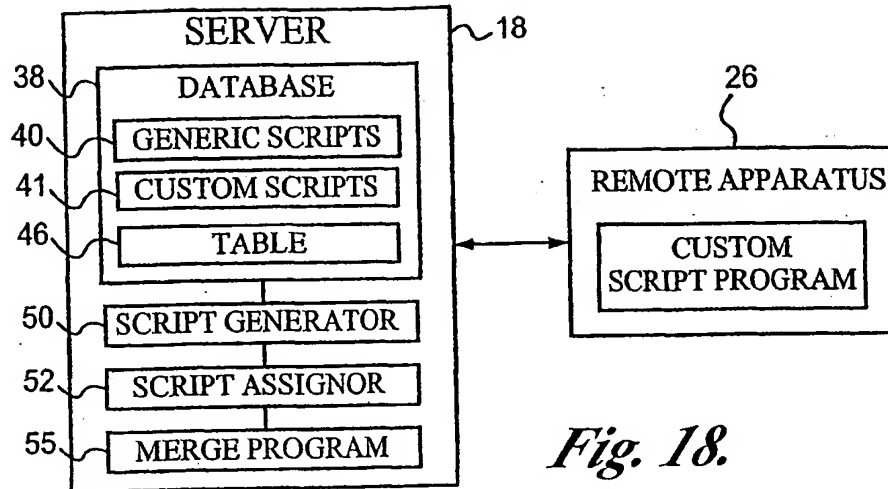 SERVER
18
38
DATABASE
40
GENERIC SCRIPTS
41
CUSTOM SCRIPTS
46
TABLE
50
SCRIPT GENERATOR
52
SCRIPT ASSIGNOR
55
MERGE PROGRAM
26
REMOTE APPARATUS
CUSTOM
SCRIPT PROGRAM
Fig. 18.